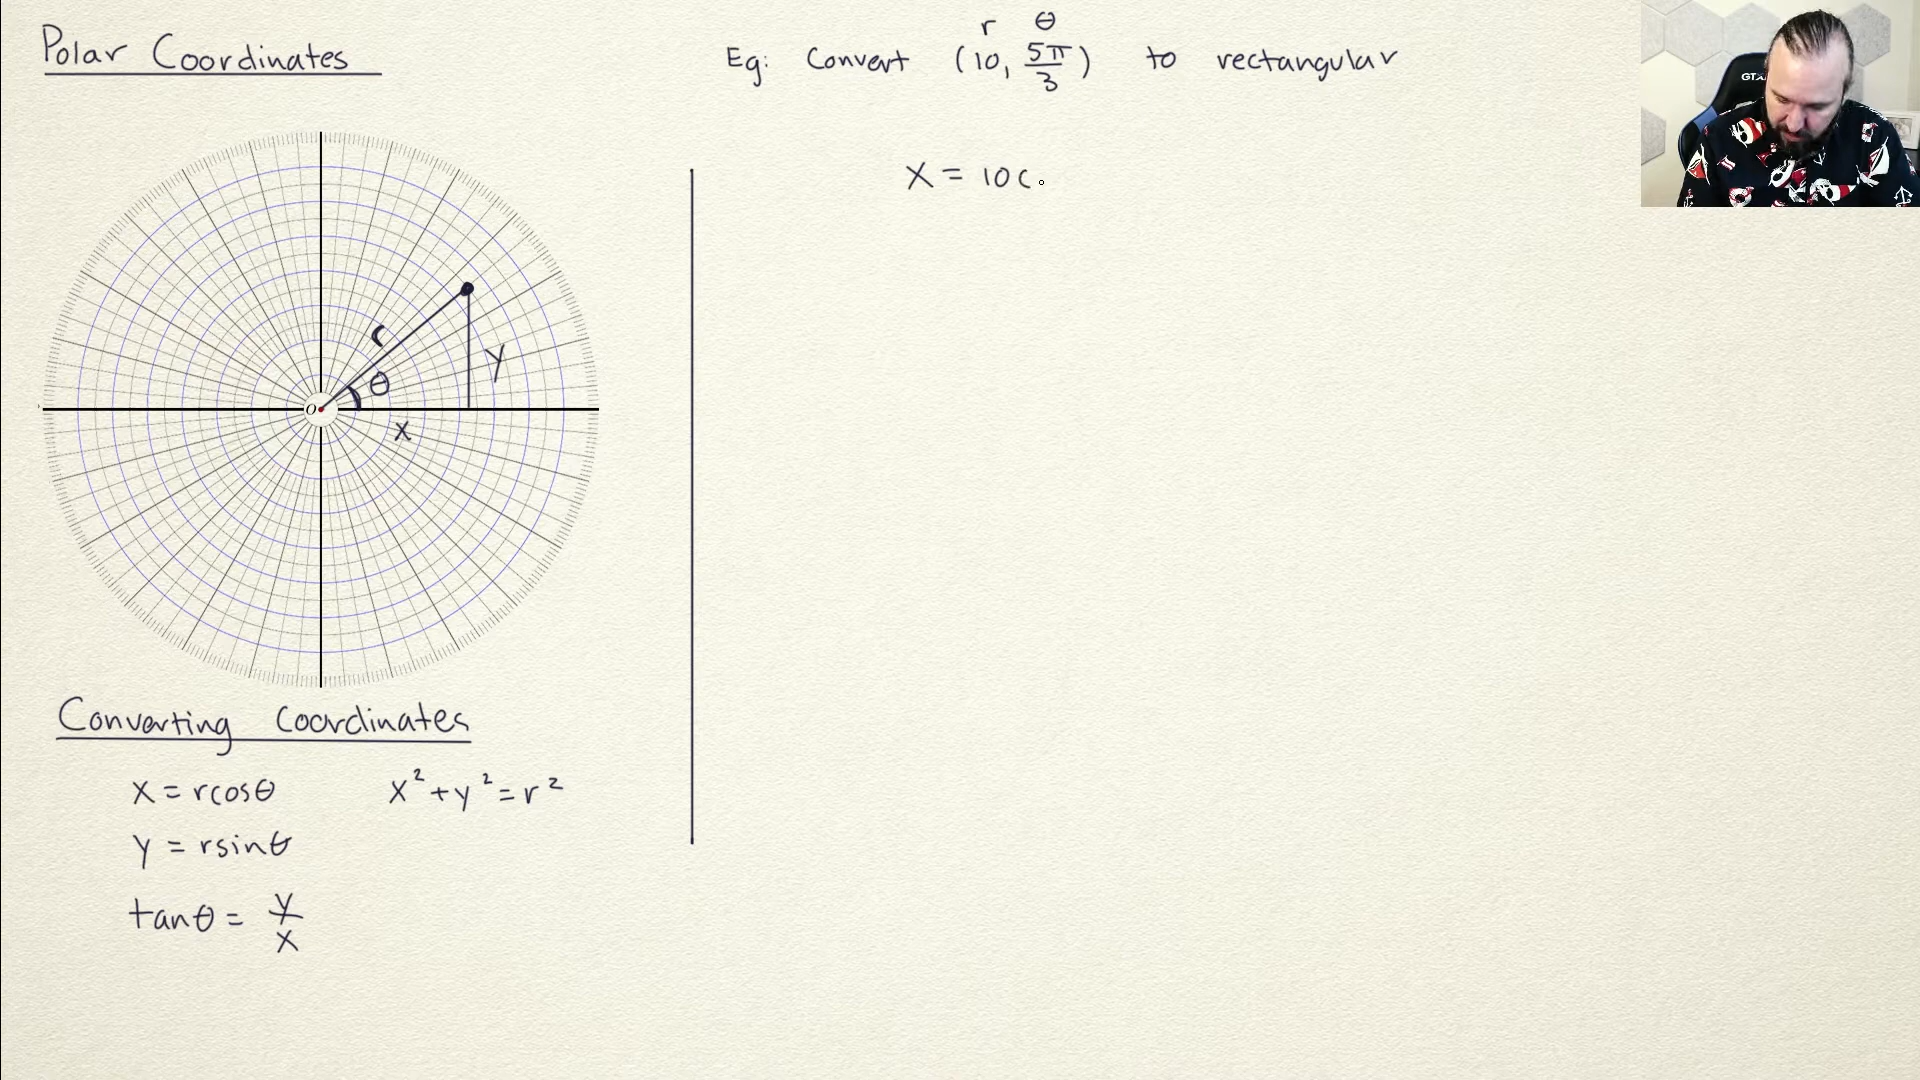 Polar Coordinates
r θ
Eg: Convert (10, 5π/3) to rectangular
X = 10c
r
θ
y
x
O
Converting Coordinates
x = rcosθ
x² + y² = r²
y = rsinθ
tanθ = y/x